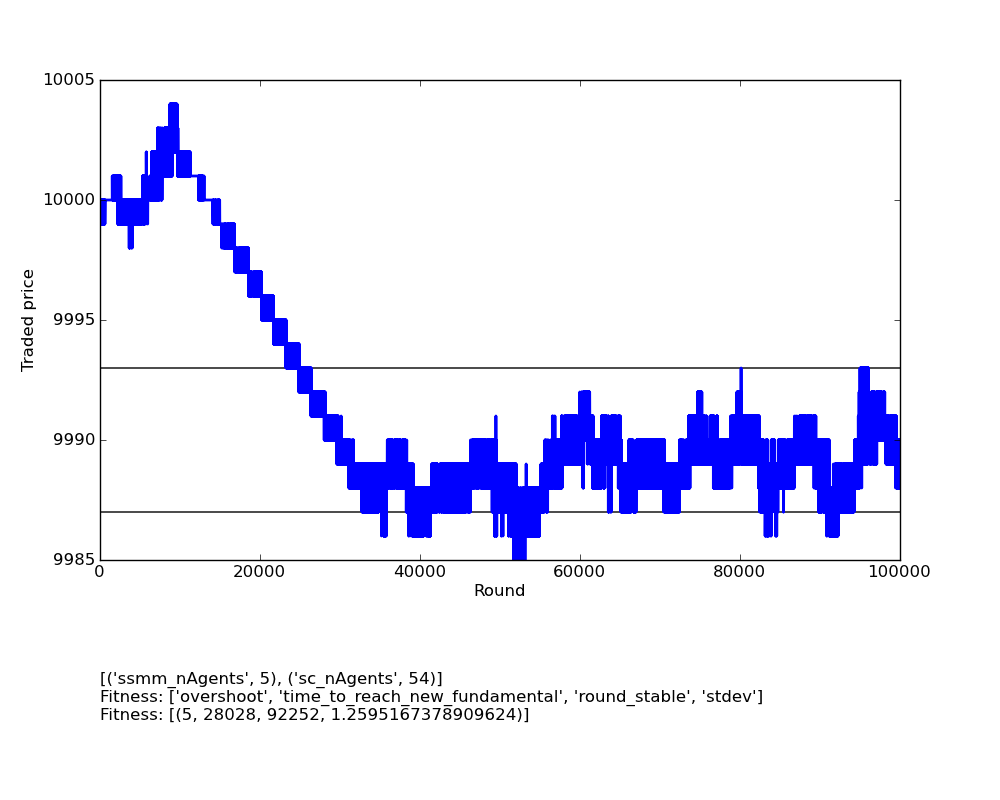 10005
10000
9995
9990
9985
Traded price
0 20000 40000 60000 80000 100000
Round
[('ssmm_nAgents', 5), ('sc_nAgents', 54)]
Fitness: ['overshoot', 'time_to_reach_new_fundamental', 'round_stable', 'stdev']
Fitness: [(5, 28028, 92252, 1.2595167378909624)]